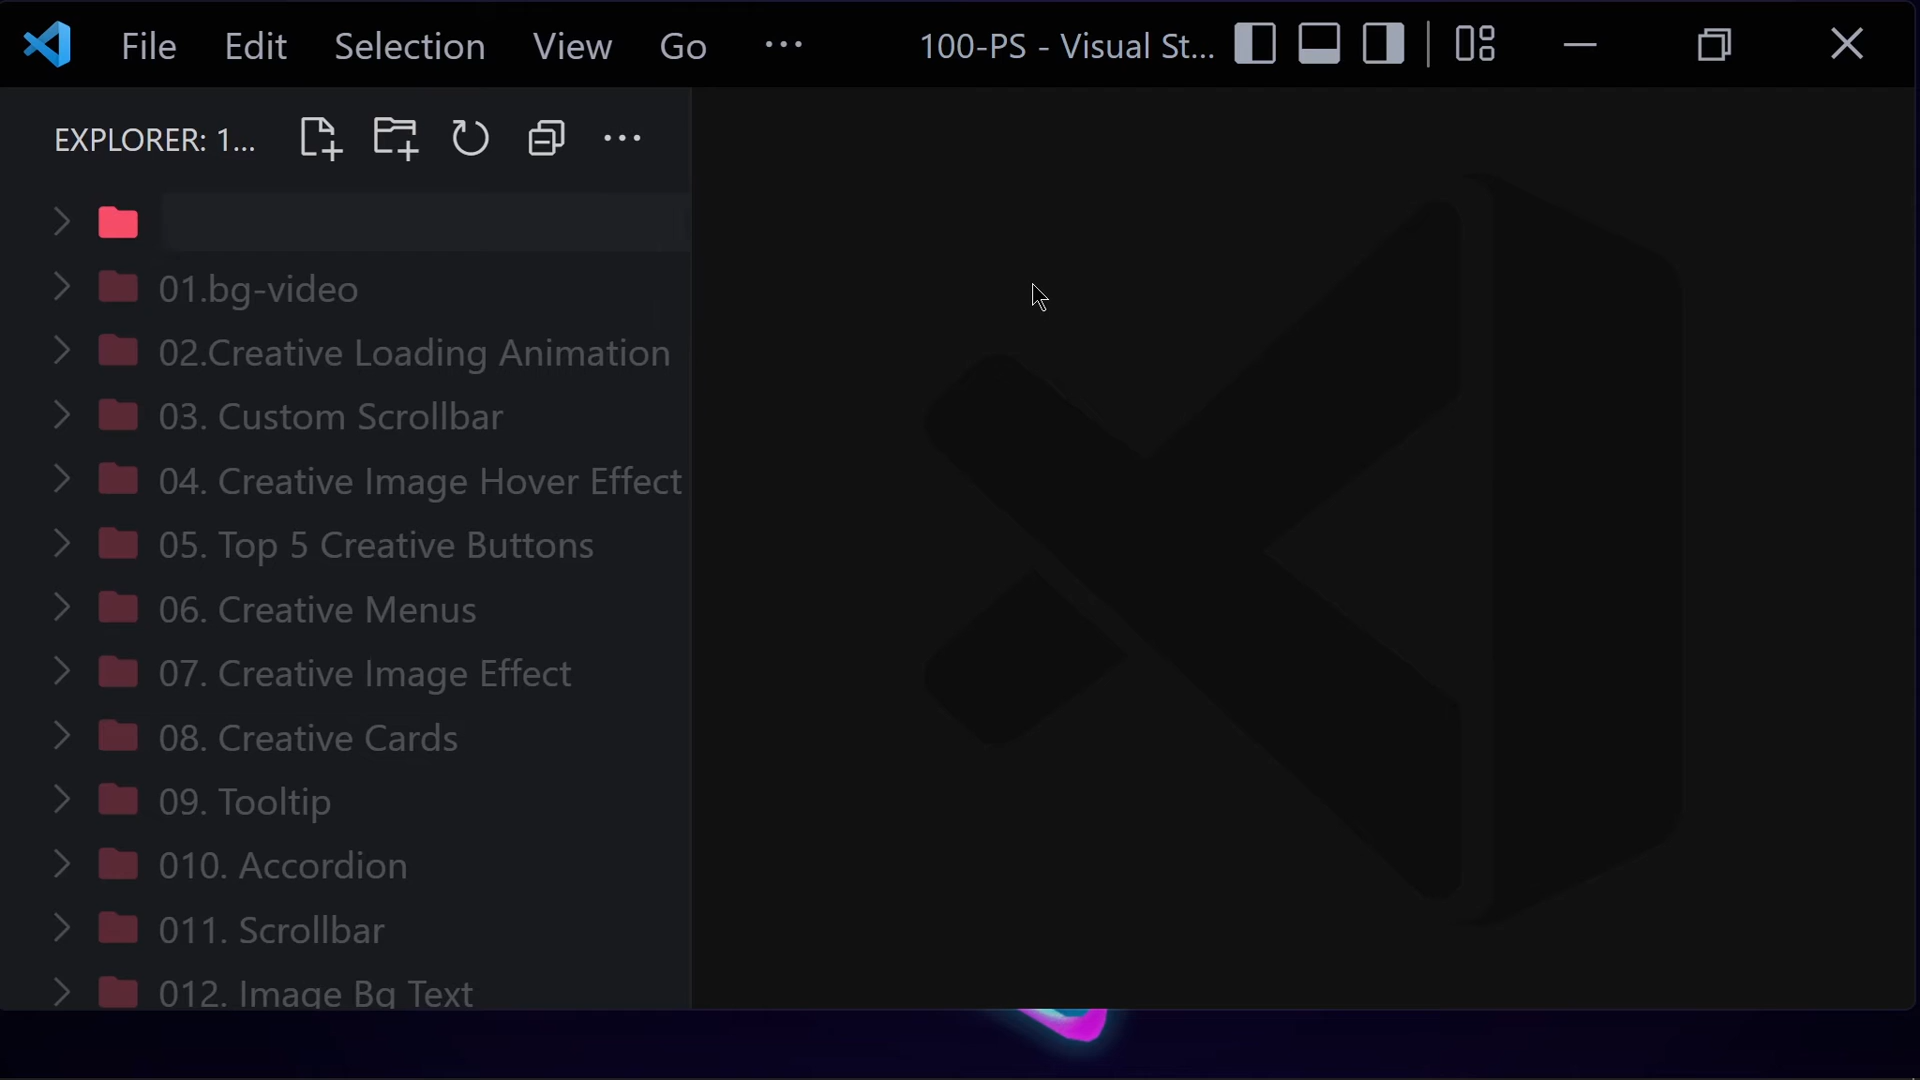 File Edit Selection View Go ··· 100-PS - Visual St...
EXPLORER: 1...
01.bg-video
02.Creative Loading Animation
03. Custom Scrollbar
04. Creative Image Hover Effect
05. Top 5 Creative Buttons
06. Creative Menus
07. Creative Image Effect
08. Creative Cards
09. Tooltip
010. Accordion
011. Scrollbar
012. Image Bg Text